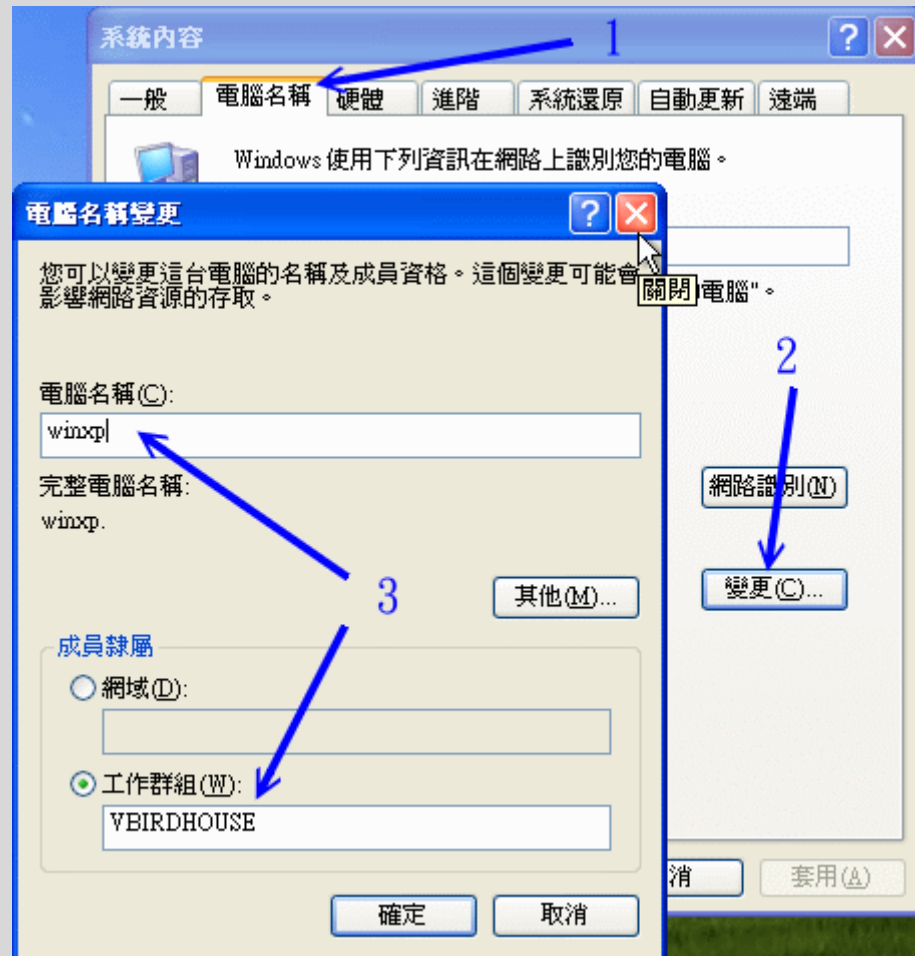 系統內容
1
一般 電腦名稱 硬體 進階 系統還原 自動更新 遠端
Windows 使用下列資訊在網路上識別您的電腦。
電腦名稱變更
您可以變更這台電腦的名稱及成員資格。這個變更可能會
影響網路資源的存取。
關閉
電腦"。
2
電腦名稱(C):
winxp
完整電腦名稱:
winxp.
網路識別(N)
3
其他(M)...
變更(C)...
成員隸屬
網域(D):
工作群組(W):
VBIRDHOUSE
消
套用(A)
確定
取消